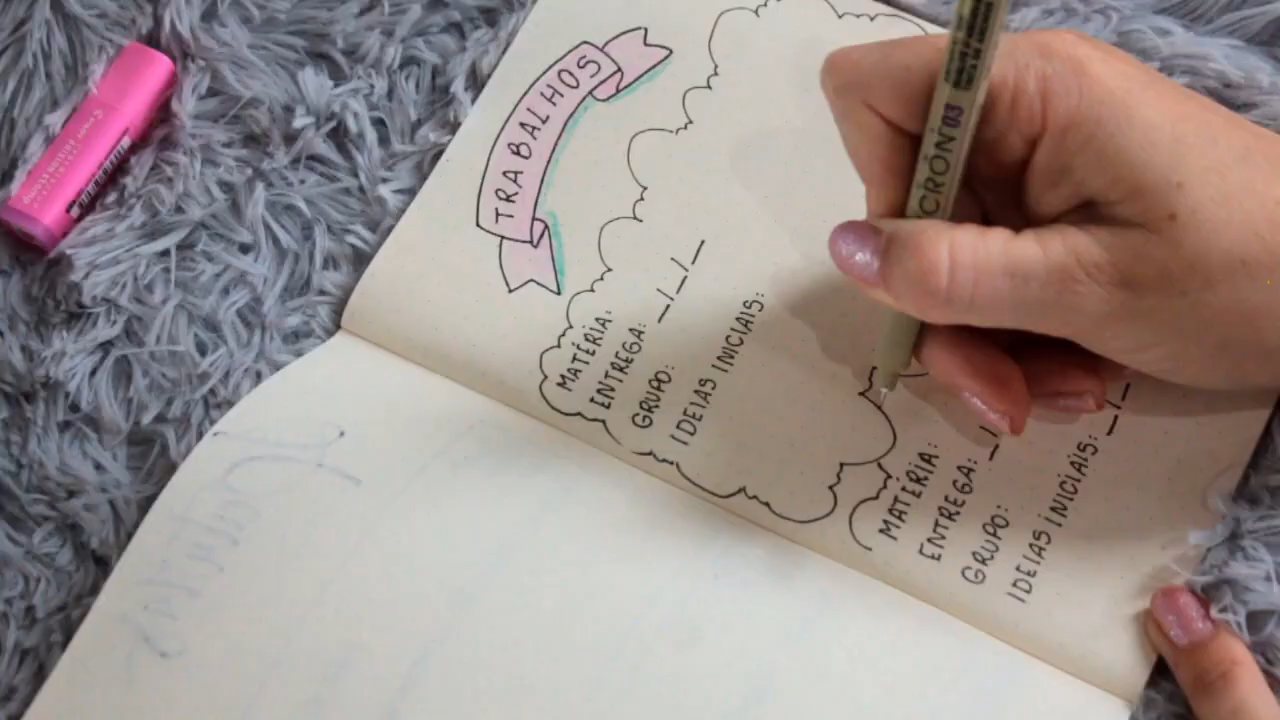 TRABALHOS
MATÉRIA:
ENTREGA: _/_/_
GRUPO:
IDEIAS INICIAIS:
MATÉRIA:
ENTREGA: _/
GRUPO:
IDEIAS INICIAIS: _/_
CRON 03